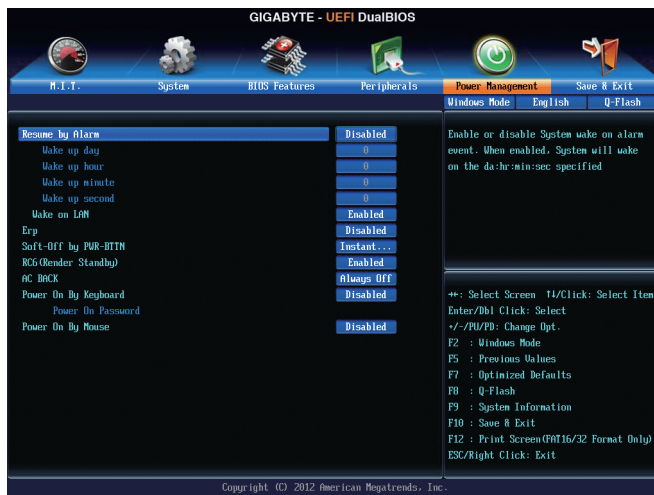 GIGABYTE - UEFI DualBIOS
M.I.T. System BIOS Features Peripherals Power Management Save & Exit
Windows Mode English Q-Flash
Resume by Alarm Disabled
Wake up day 0
Wake up hour 0
Wake up minute 0
Wake up second 0
Wake on LAN Enabled
Erp Disabled
Soft-Off by PWR-BTTN Instant...
RC6(Render Standby) Enabled
AC BACK Always Off
Power On By Keyboard Disabled
Power On Password
Power On By Mouse Disabled
Enable or disable System wake on alarm
event. When enabled, System will wake
on the da:hr:min:sec specified
→←: Select Screen ↑↓/Click: Select Item
Enter/Dbl Click: Select
+/-/PU/PD: Change Opt.
F2 : Windows Mode
F5 : Previous Values
F7 : Optimized Defaults
F8 : Q-Flash
F9 : System Information
F10 : Save & Exit
F12 : Print Screen(FAT16/32 Format Only)
ESC/Right Click: Exit
Copyright (C) 2012 American Megatrends, Inc.